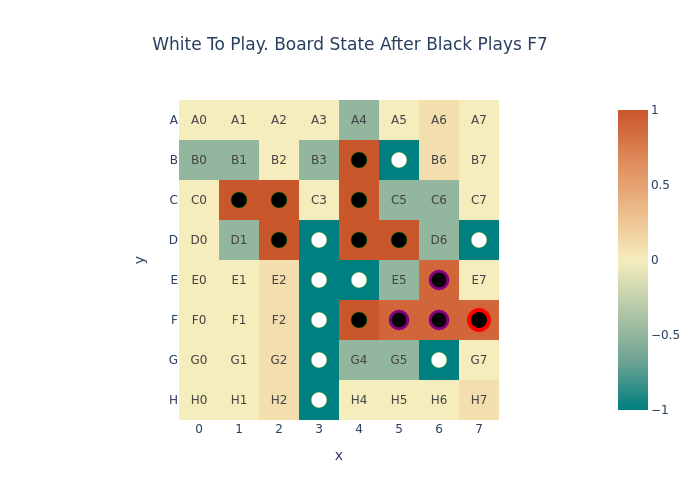 White To Play. Board State After Black Plays F7
A A0 A1 A2 A3 A4 A5 A6 A7 1
B B0 B1 B2 B3 B6 B7
C C0 C3 C5 C6 C7 0.5
D D0 D1 D6
y E E0 E1 E2 E5 E7 0
F F0 F1 F2
G G0 G1 G2 G4 G5 G7 −0.5
H H0 H1 H2 H4 H5 H6 H7 −1
0 1 2 3 4 5 6 7
x